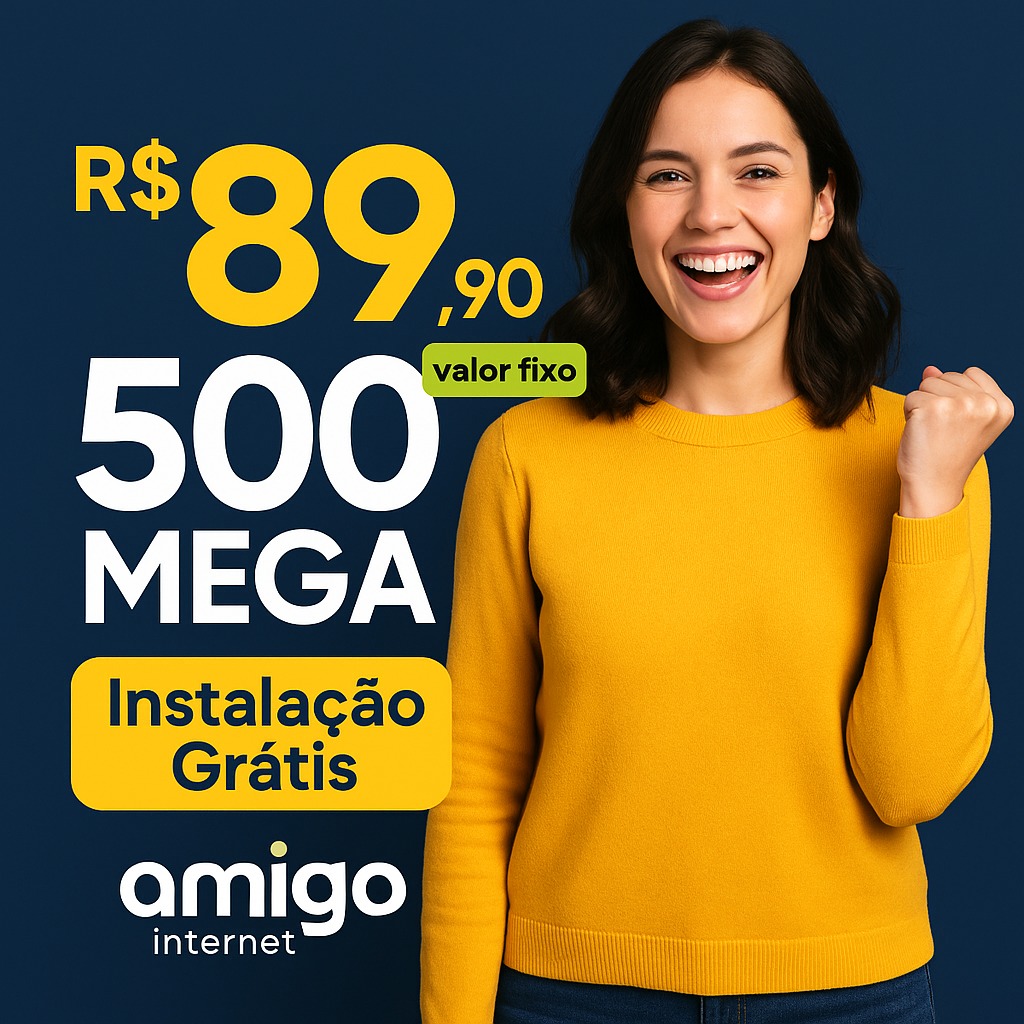 R$89,90
valor fixo
500
MEGA
Instalação
Grátis
amigo
internet